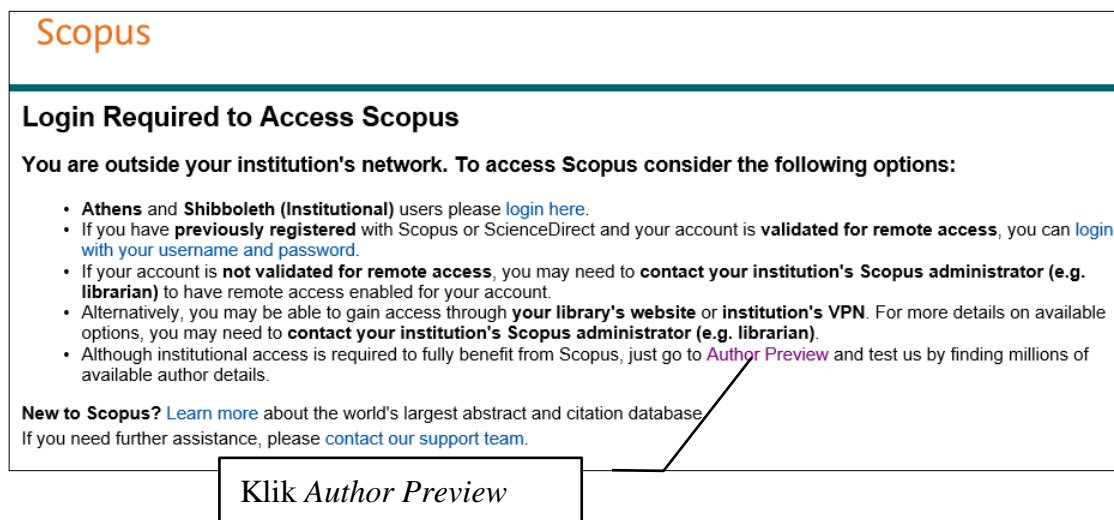 Scopus
Login Required to Access Scopus
You are outside your institution's network. To access Scopus consider the following options:
• Athens and Shibboleth (Institutional) users please login here.
• If you have previously registered with Scopus or ScienceDirect and your account is validated for remote access, you can login
with your username and password.
• If your account is not validated for remote access, you may need to contact your institution's Scopus administrator (e.g.
librarian) to have remote access enabled for your account.
• Alternatively, you may be able to gain access through your library's website or institution's VPN. For more details on available
options, you may need to contact your institution's Scopus administrator (e.g. librarian).
• Although institutional access is required to fully benefit from Scopus, just go to Author Preview and test us by finding millions of
available author details.
New to Scopus? Learn more about the world's largest abstract and citation database
If you need further assistance, please contact our support team.
Klik Author Preview